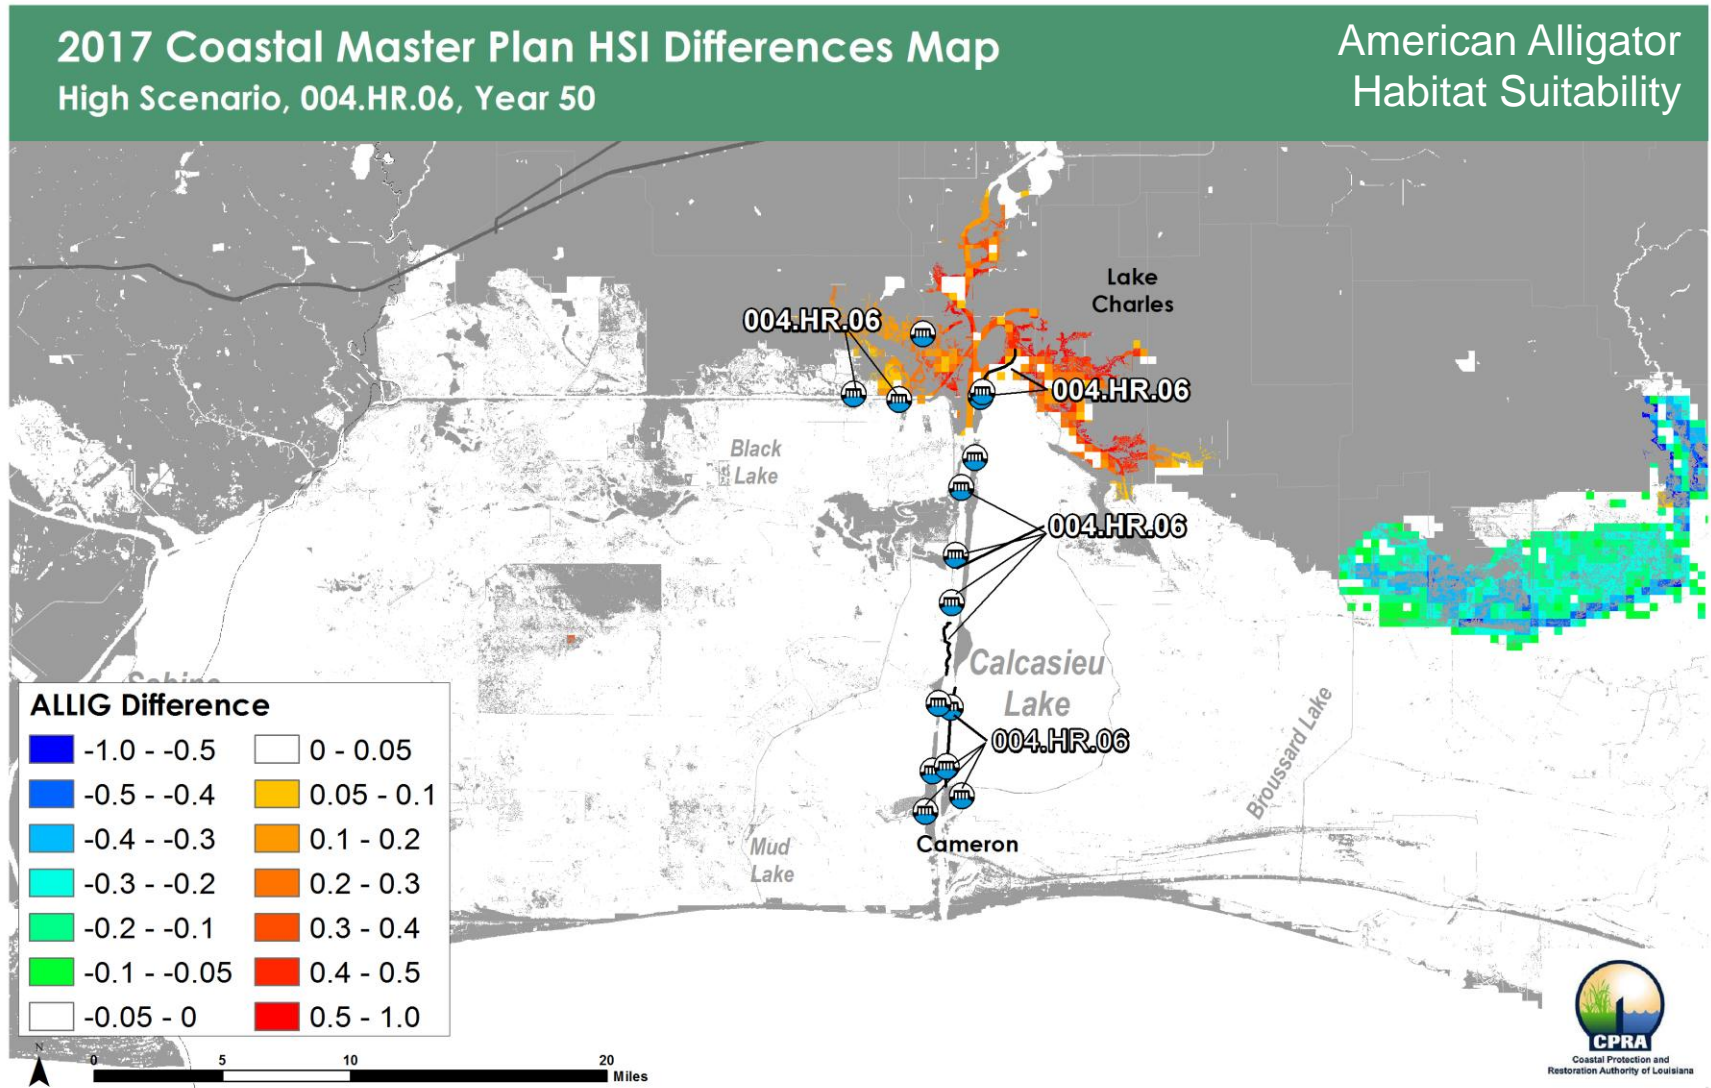 2017 Coastal Master Plan HSI Differences Map
High Scenario, 004.HR.06, Year 50
American Alligator
Habitat Suitability
Lake
Charles
004.HR.06
004.HR.06
Black
Lake
004.HR.06
Calcasieu
Lake
004.HR.06
Broussard Lake
Cameron
Mud
Lake
Sabine
ALLIG Difference
-1.0 - -0.5
-0.5 - -0.4
-0.4 - -0.3
-0.3 - -0.2
-0.2 - -0.1
-0.1 - -0.05
-0.05 - 0
0 - 0.05
0.05 - 0.1
0.1 - 0.2
0.2 - 0.3
0.3 - 0.4
0.4 - 0.5
0.5 - 1.0
N
0 5 10 20
Miles
CPRA
Coastal Protection and
Restoration Authority of Louisiana